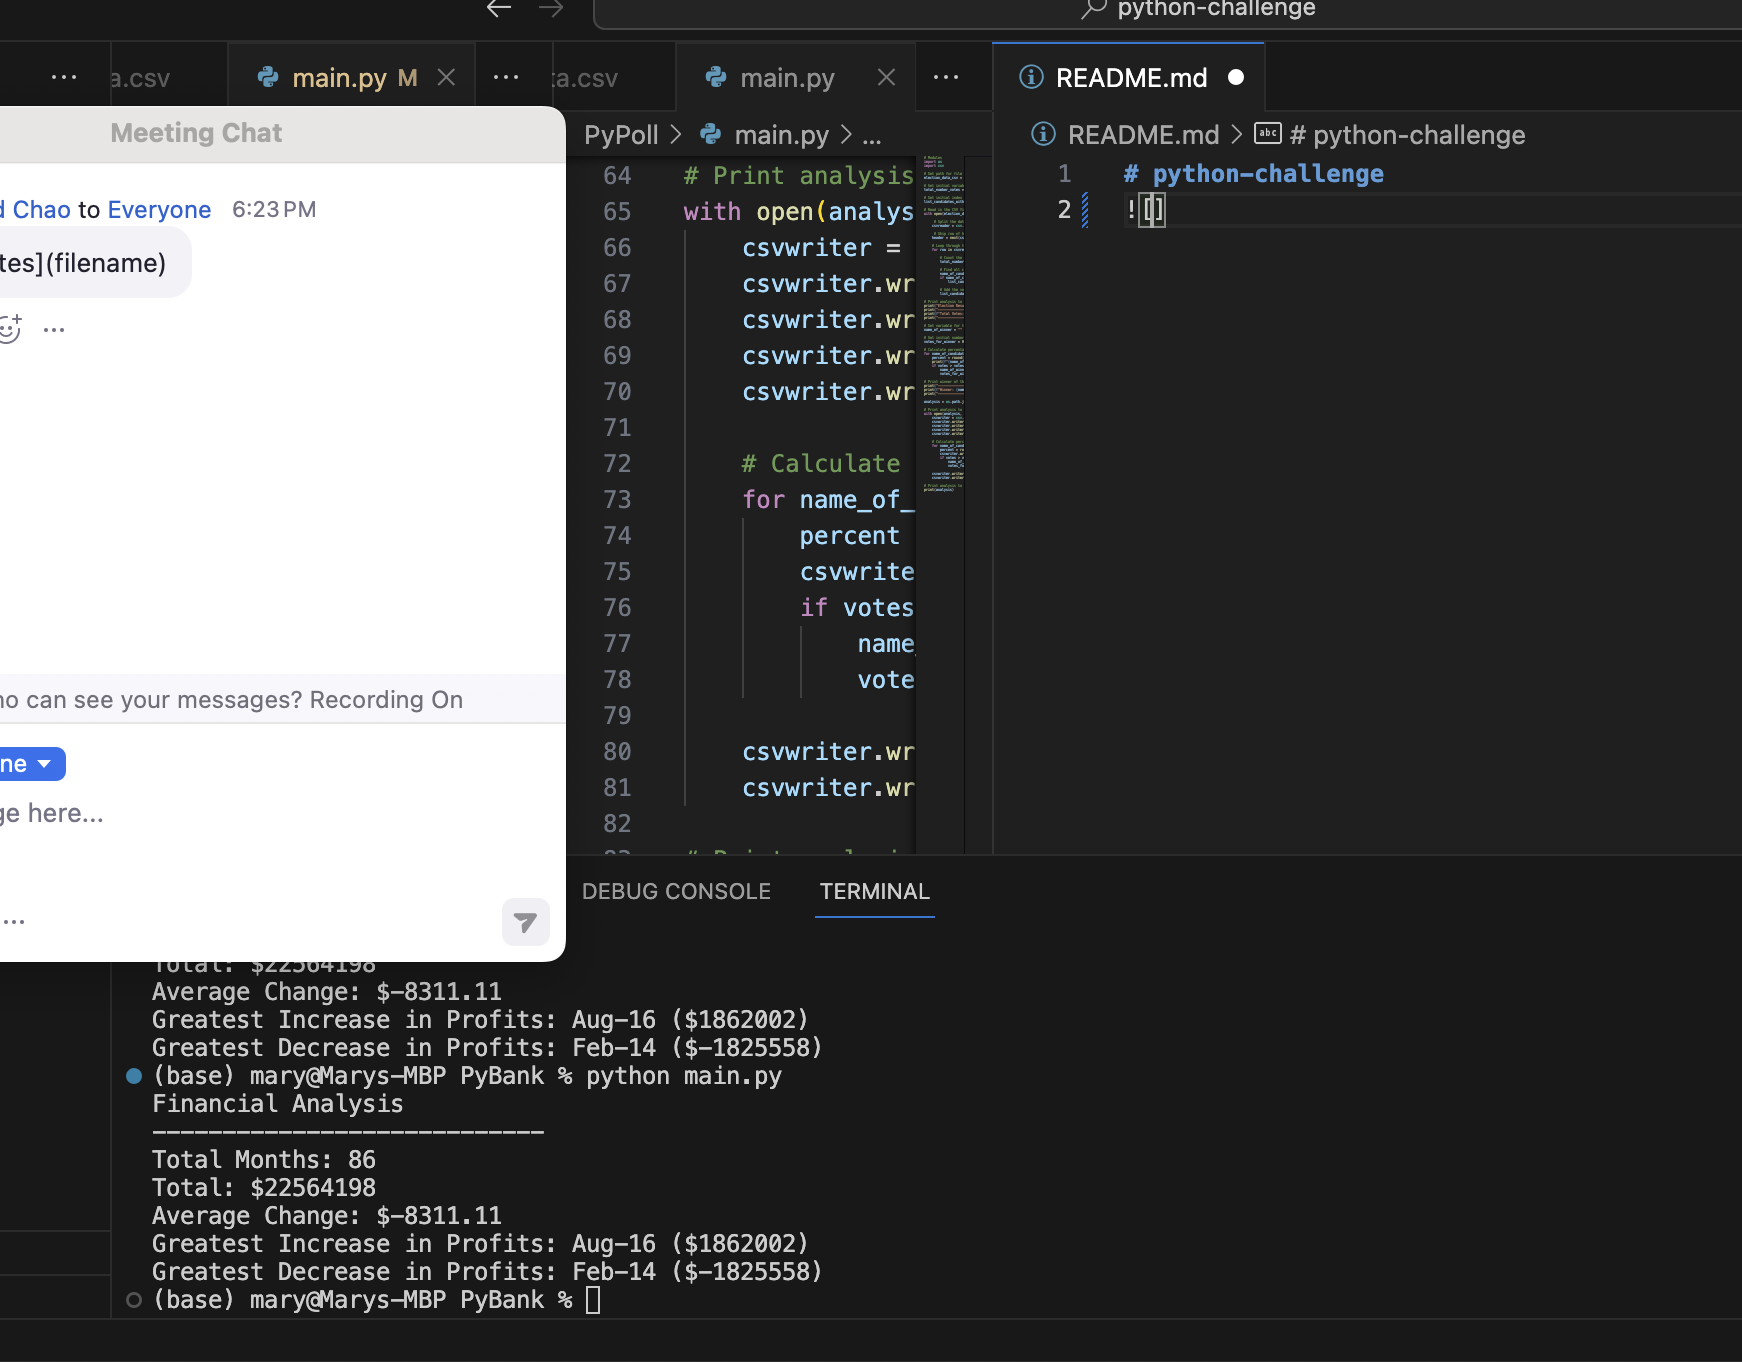 python-challenge
a.csv
main.py M
ta.csv
main.py
README.md
Meeting Chat
PyPoll > main.py > ...
README.md > # python-challenge
d Chao to Everyone 6:23 PM
tes](filename)
ho can see your messages? Recording On
ne
ge here...
64 # Print analysis
65 with open(analys
66 csvwriter =
67 csvwriter.wr
68 csvwriter.wr
69 csvwriter.wr
70 csvwriter.wr
71
72 # Calculate
73 for name_of_
74 percent
75 csvwrite
76 if votes
77 name_
78 vote
79
80 csvwriter.wr
81 csvwriter.wr
82
1 # python-challenge
2 ![]
DEBUG CONSOLE
TERMINAL
Total: $22564198
Average Change: $-8311.11
Greatest Increase in Profits: Aug-16 ($1862002)
Greatest Decrease in Profits: Feb-14 ($-1825558)
(base) mary@Marys-MBP PyBank % python main.py
Financial Analysis
----------------------------
Total Months: 86
Total: $22564198
Average Change: $-8311.11
Greatest Increase in Profits: Aug-16 ($1862002)
Greatest Decrease in Profits: Feb-14 ($-1825558)
(base) mary@Marys-MBP PyBank %